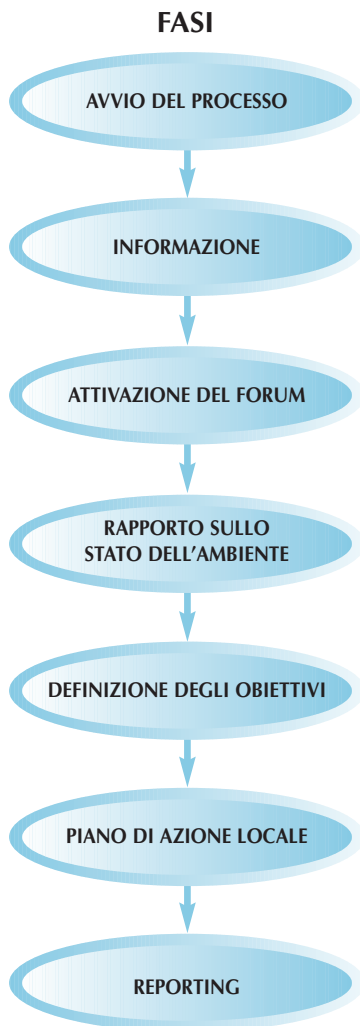 FASI
AVVIO DEL PROCESSO
INFORMAZIONE
ATTIVAZIONE DEL FORUM
RAPPORTO SULLO
STATO DELL’AMBIENTE
DEFINIZIONE DEGLI OBIETTIVI
PIANO DI AZIONE LOCALE
REPORTING